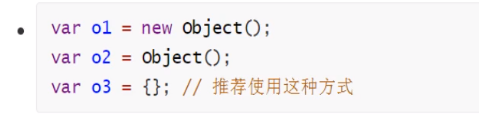 var o1 = new Object();
var o2 = Object();
var o3 = {}; // 推荐使用这种方式